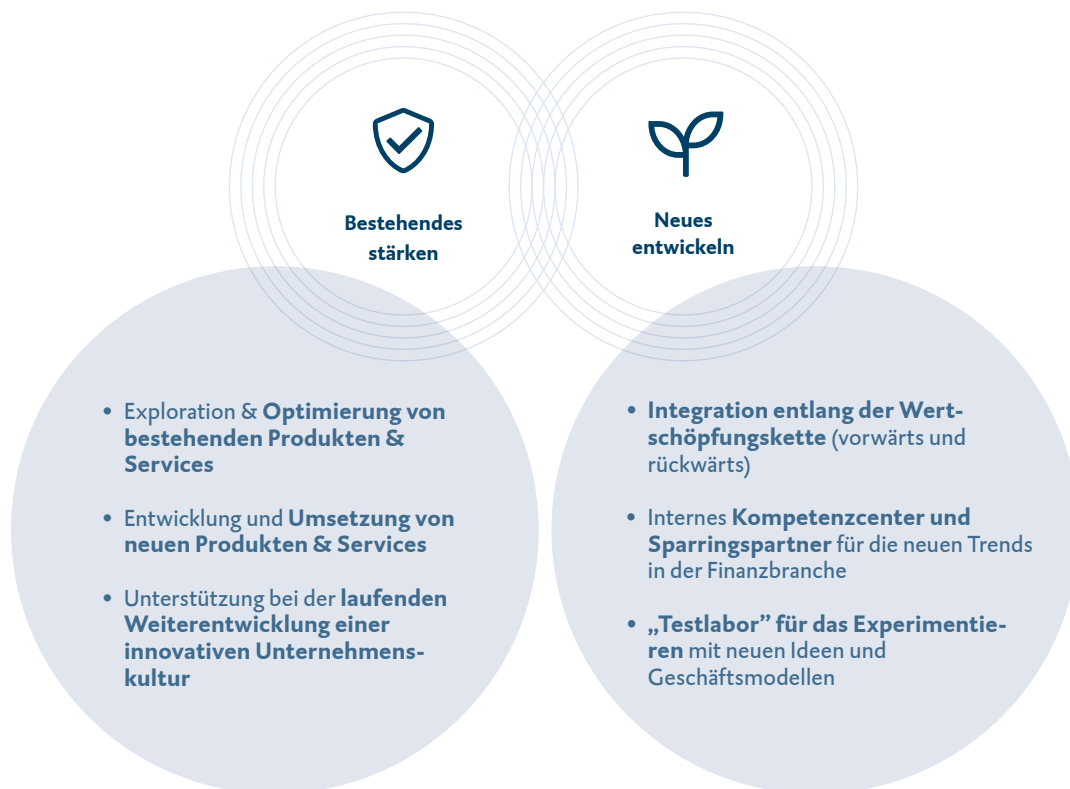 Bestehendes
stärken
Neues
entwickeln
• Exploration & Optimierung von
bestehenden Produkten &
Services
• Entwicklung und Umsetzung von
neuen Produkten & Services
• Unterstützung bei der laufenden
Weiterentwicklung einer
innovativen Unternehmens-
kultur
• Integration entlang der Wert-
schöpfungskette (vorwärts und
rückwärts)
• Internes Kompetenzcenter und
Sparringspartner für die neuen Trends
in der Finanzbranche
• „Testlabor” für das Experimentie-
ren mit neuen Ideen und
Geschäftsmodellen